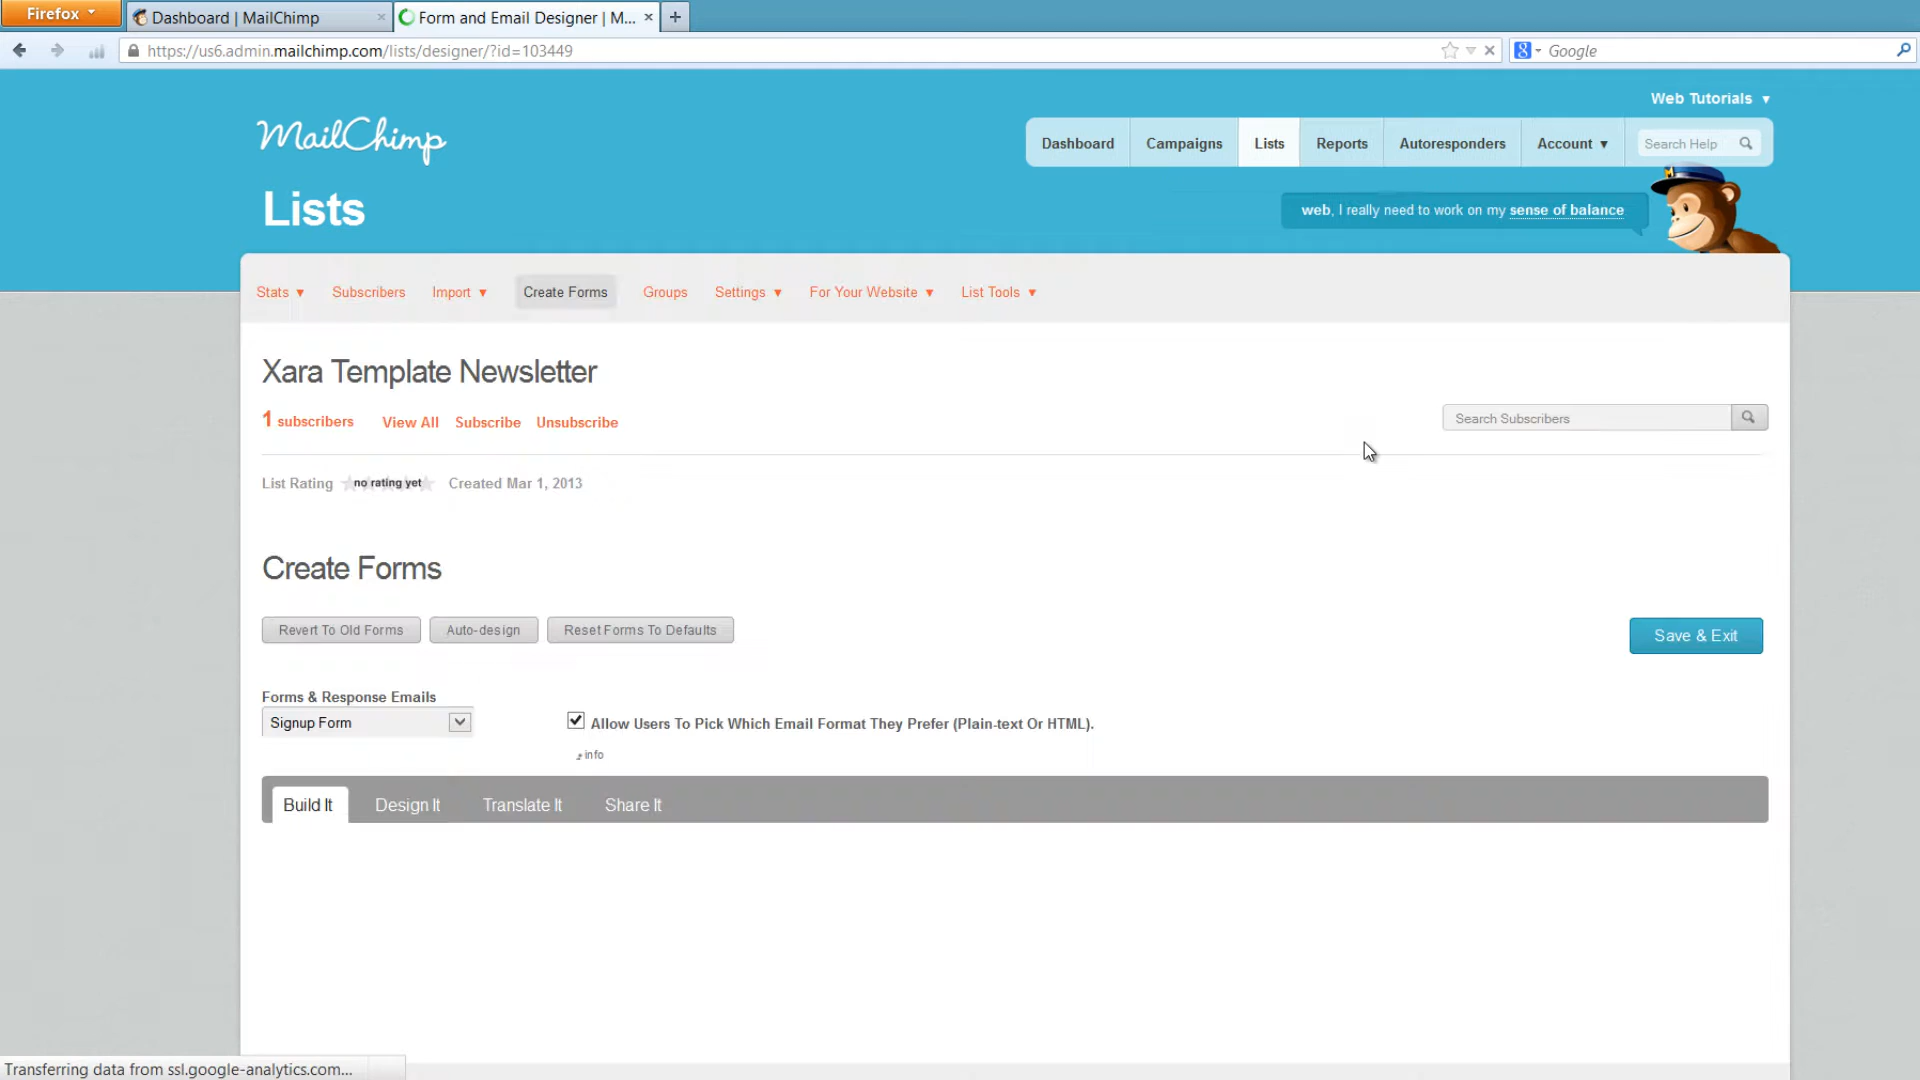 Firefox
Dashboard | MailChimp
Form and Email Designer | M...
https://us6.admin.mailchimp.com/lists/designer/?id=103449
Google
Web Tutorials
MailChimp
Dashboard
Campaigns
Lists
Reports
Autoresponders
Account
Search Help
Lists
web, I really need to work on my sense of balance
Stats
Subscribers
Import
Create Forms
Groups
Settings
For Your Website
List Tools
Xara Template Newsletter
1 subscribers
View All
Subscribe
Unsubscribe
Search Subscribers
List Rating
no rating yet
Created Mar 1, 2013
Create Forms
Revert To Old Forms
Auto-design
Reset Forms To Defaults
Save & Exit
Forms & Response Emails
Signup Form
Allow Users To Pick Which Email Format They Prefer (Plain-text Or HTML).
info
Build It
Design It
Translate It
Share It
Transferring data from ssl.google-analytics.com...